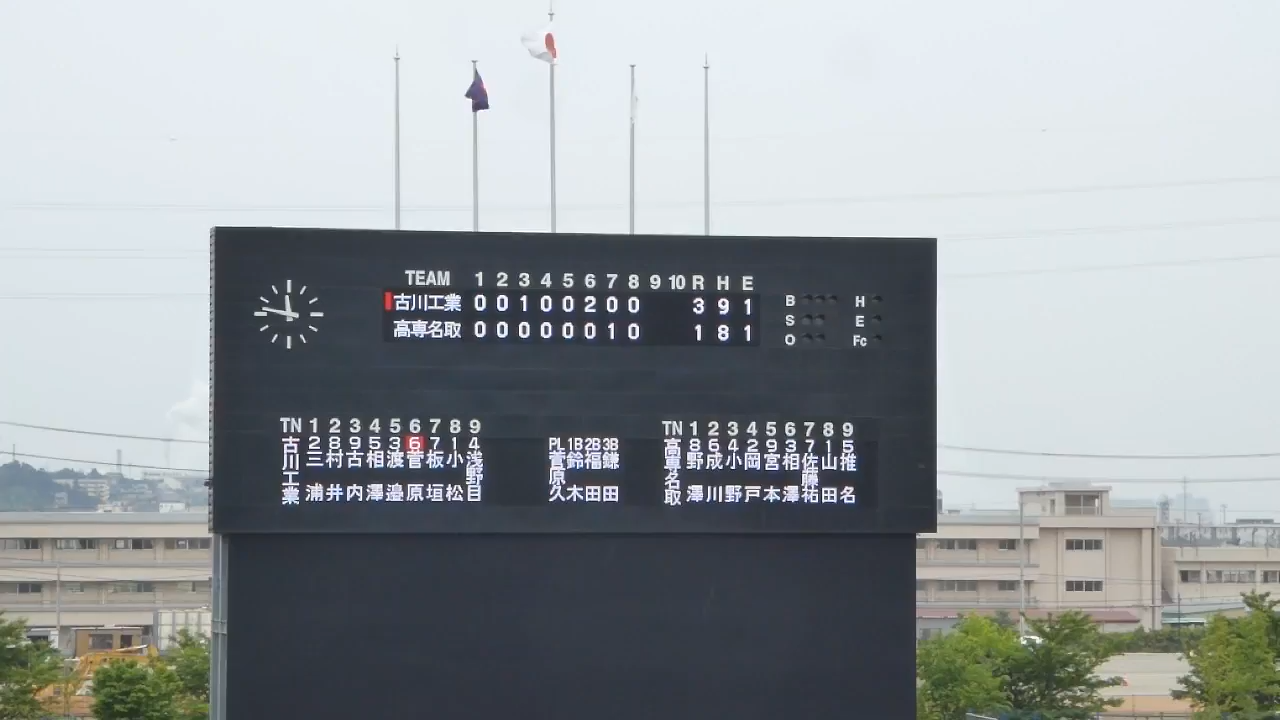 TEAM 1 2 3 4 5 6 7 8 9 10 R H E
古川工業 0 0 1 0 0 2 0 0 3 9 1
高専名取 0 0 0 0 0 0 1 0 1 8 1
B H
S E
O Fc
TN 1 2 3 4 5 6 7 8 9
古川工業
2 8 9 5 3 6 7 1 4
三浦 村井 古内 相澤 渡邉 菅原 板垣 小松 浅野目
PL 1B 2B 3B
菅原久 鈴木 福田 鎌田
TN 1 2 3 4 5 6 7 8 9
高専名取
8 6 4 2 9 3 7 1 5
野澤 成川 小野 岡戸 宮本 相澤 佐藤祐 山田 推名